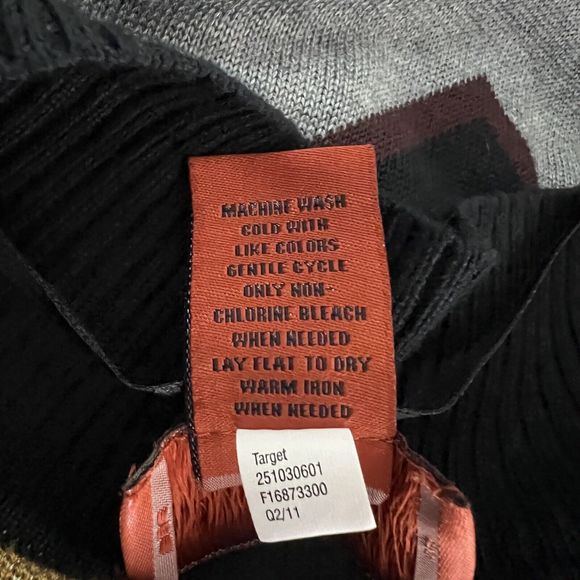 MACHINE WASH
COLD WITH
LIKE COLORS
GENTLE CYCLE
ONLY NON-
CHLORINE BLEACH
WHEN NEEDED
LAY FLAT TO DRY
WARM IRON
WHEN NEEDED
Target
251030601
F16873300
Q2/11